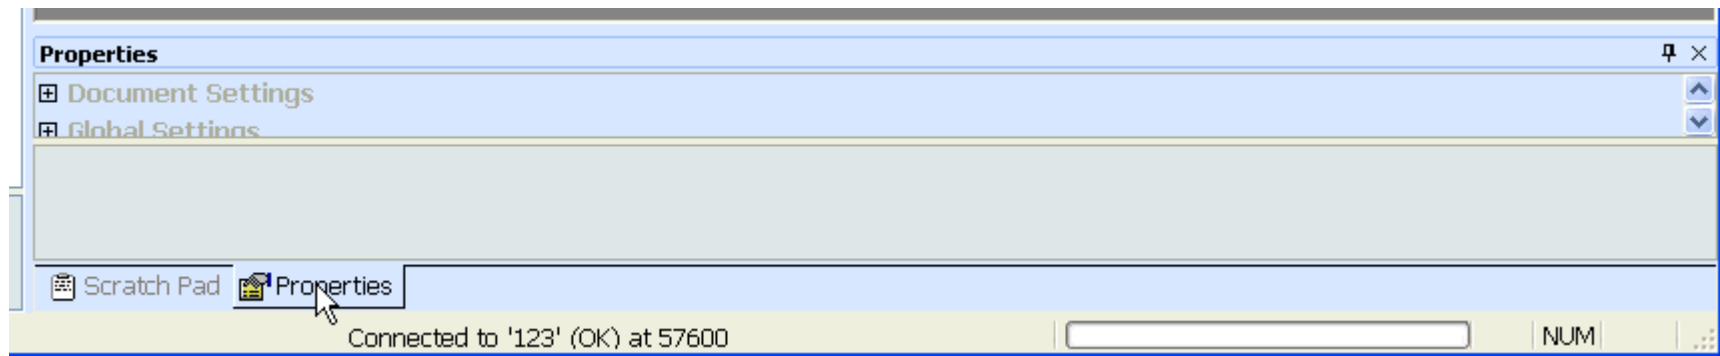 Properties
Document Settings
Global Settings
Scratch Pad
Properties
Connected to '123' (OK) at 57600
NUM